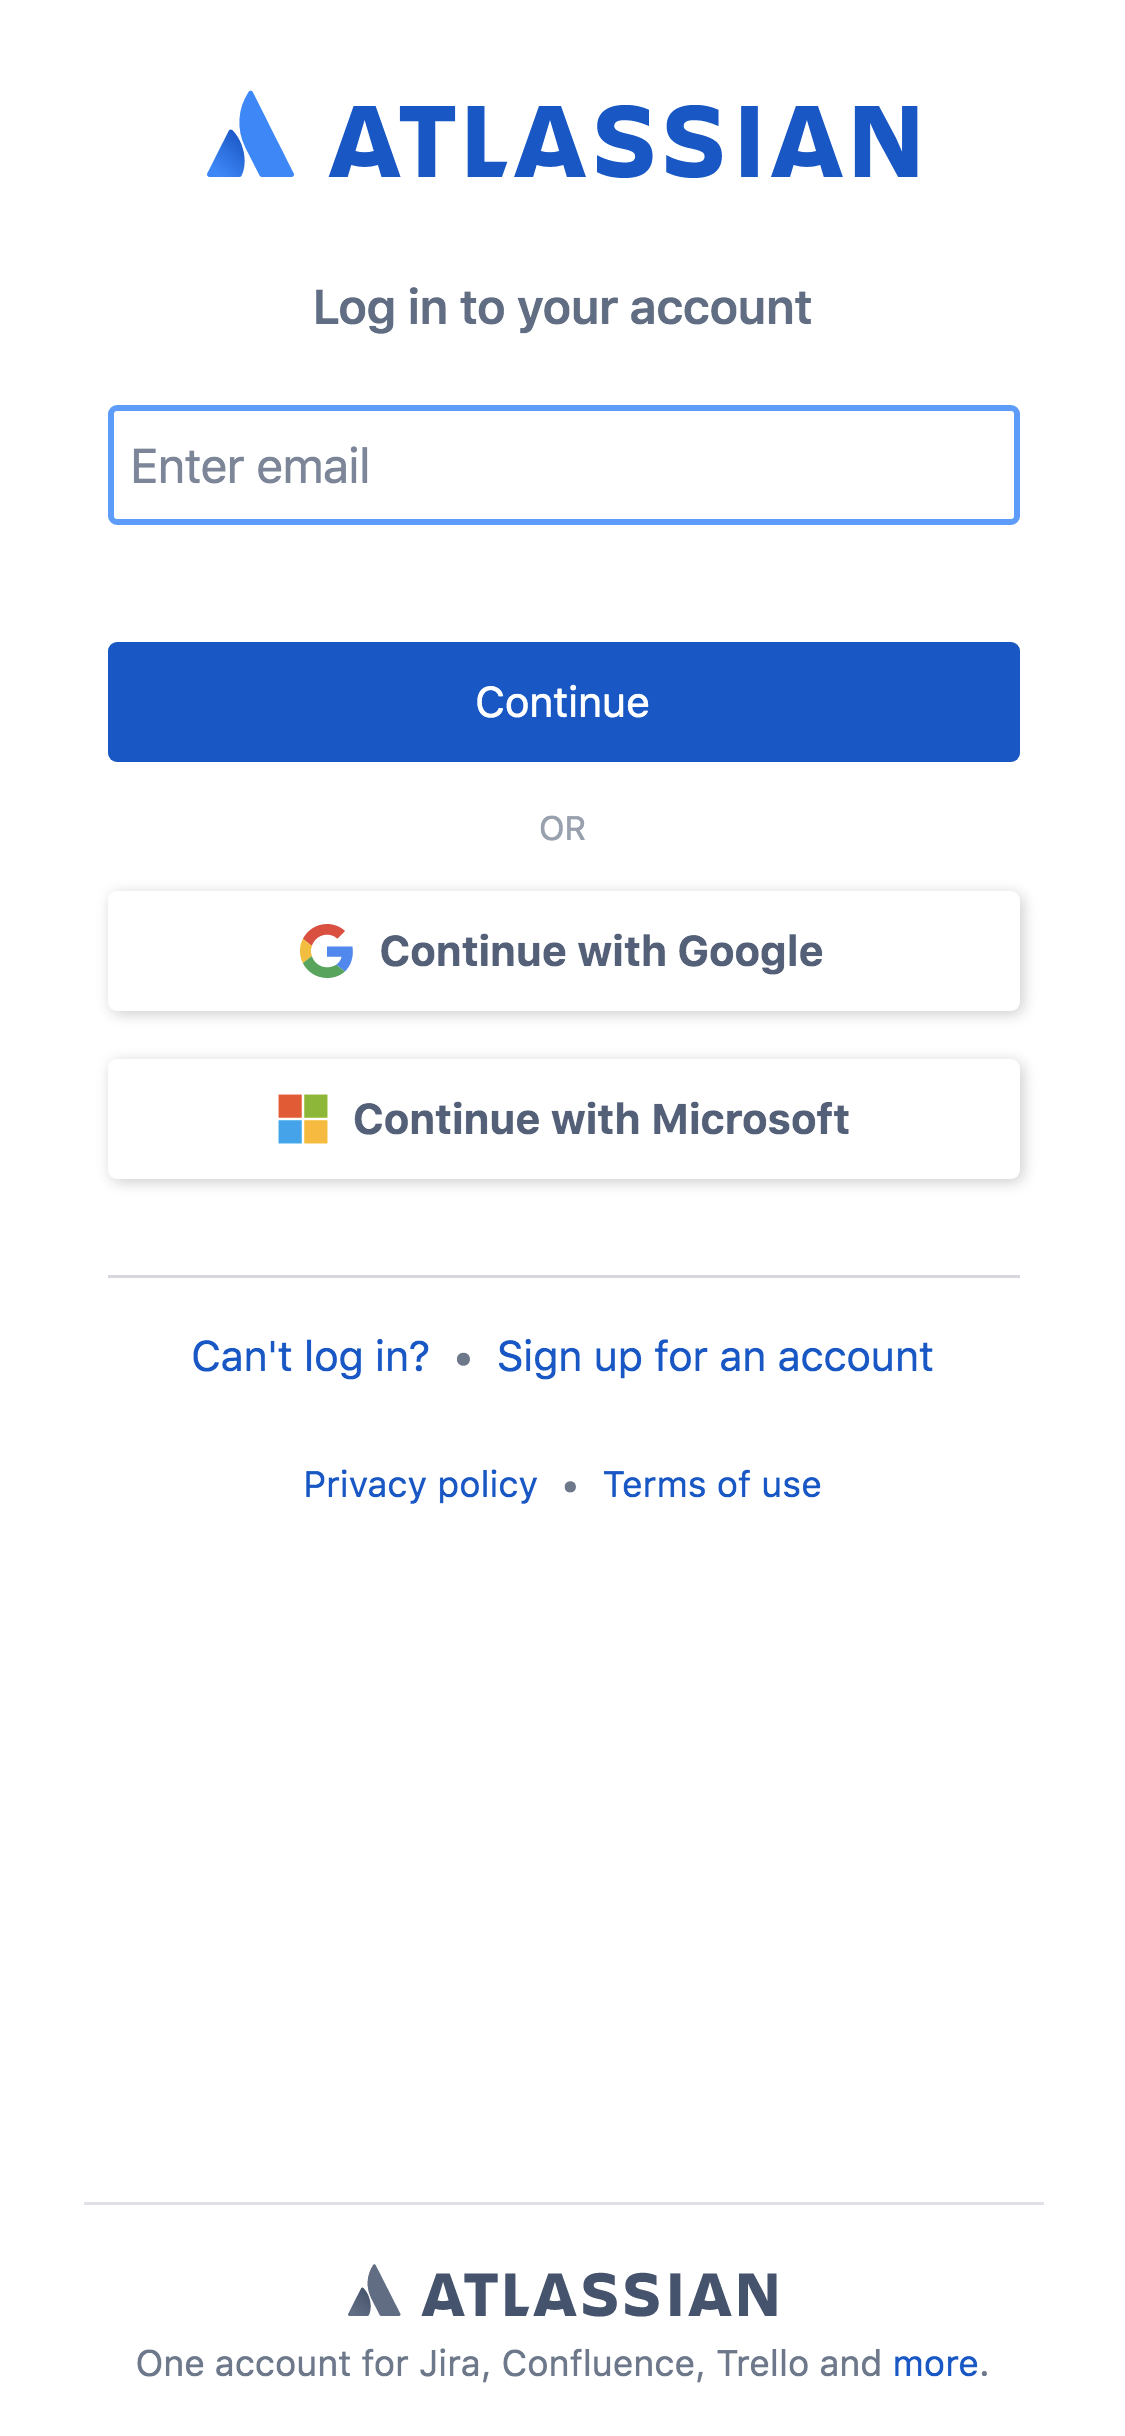 ATLASSIAN
Log in to your account
Enter email
Continue
OR
Continue with Google
Continue with Microsoft
Can't log in? • Sign up for an account
Privacy policy • Terms of use
ATLASSIAN
One account for Jira, Confluence, Trello and more.